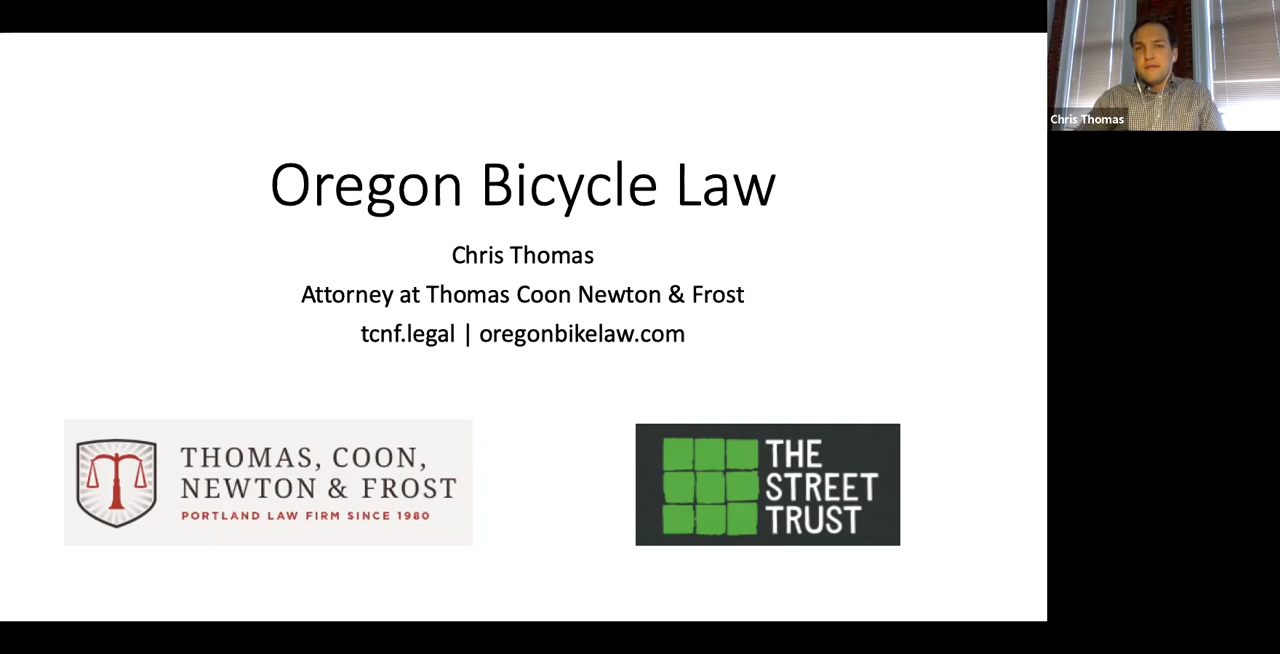 Oregon Bicycle Law
Chris Thomas
Attorney at Thomas Coon Newton & Frost
tcnf.legal | oregonbikelaw.com
THOMAS, COON,
NEWTON & FROST
PORTLAND LAW FIRM SINCE 1980
THE
STREET
TRUST
Chris Thomas